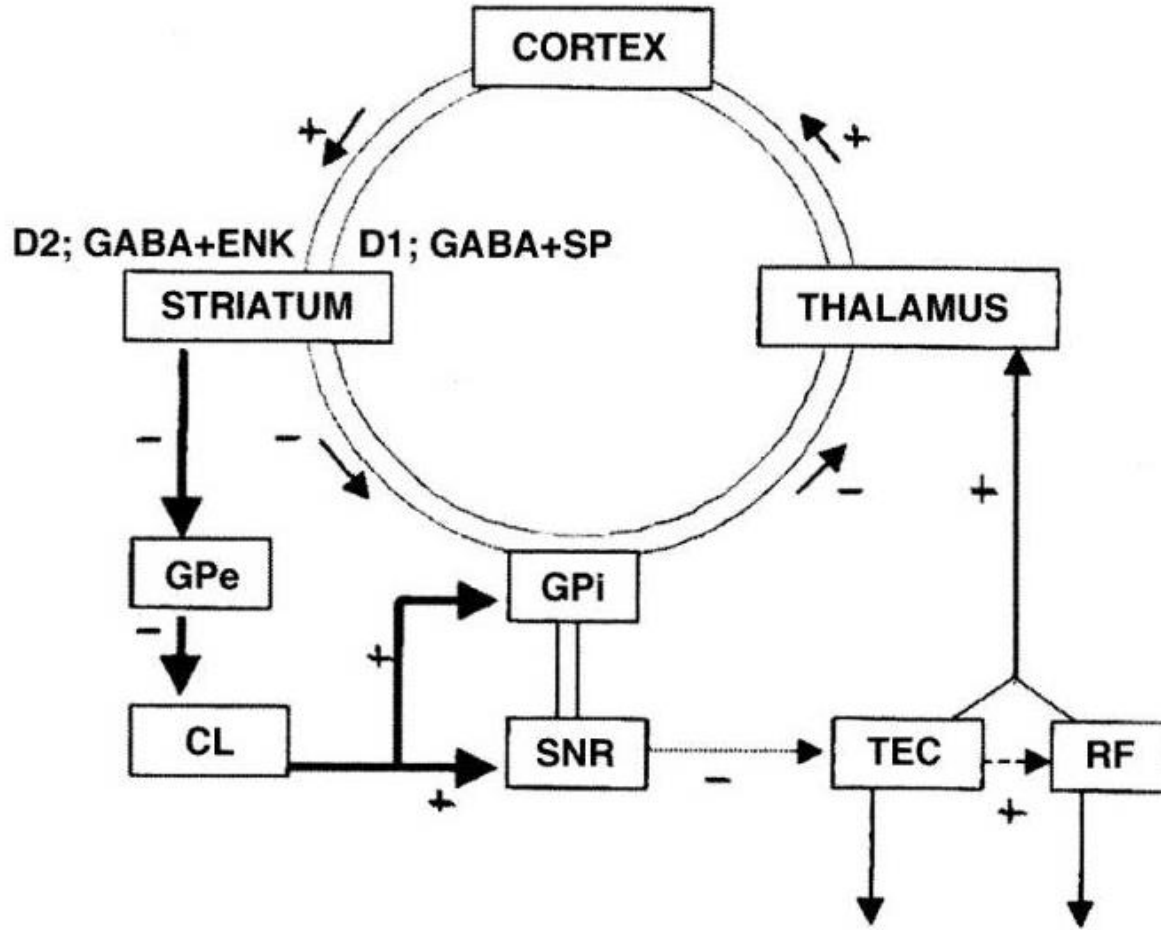 CORTEX
+
+
D2; GABA+ENK
D1; GABA+SP
STRIATUM
THALAMUS
−
−
−
+
GPe
GPi
−
+
CL
SNR
TEC
RF
+
−
+